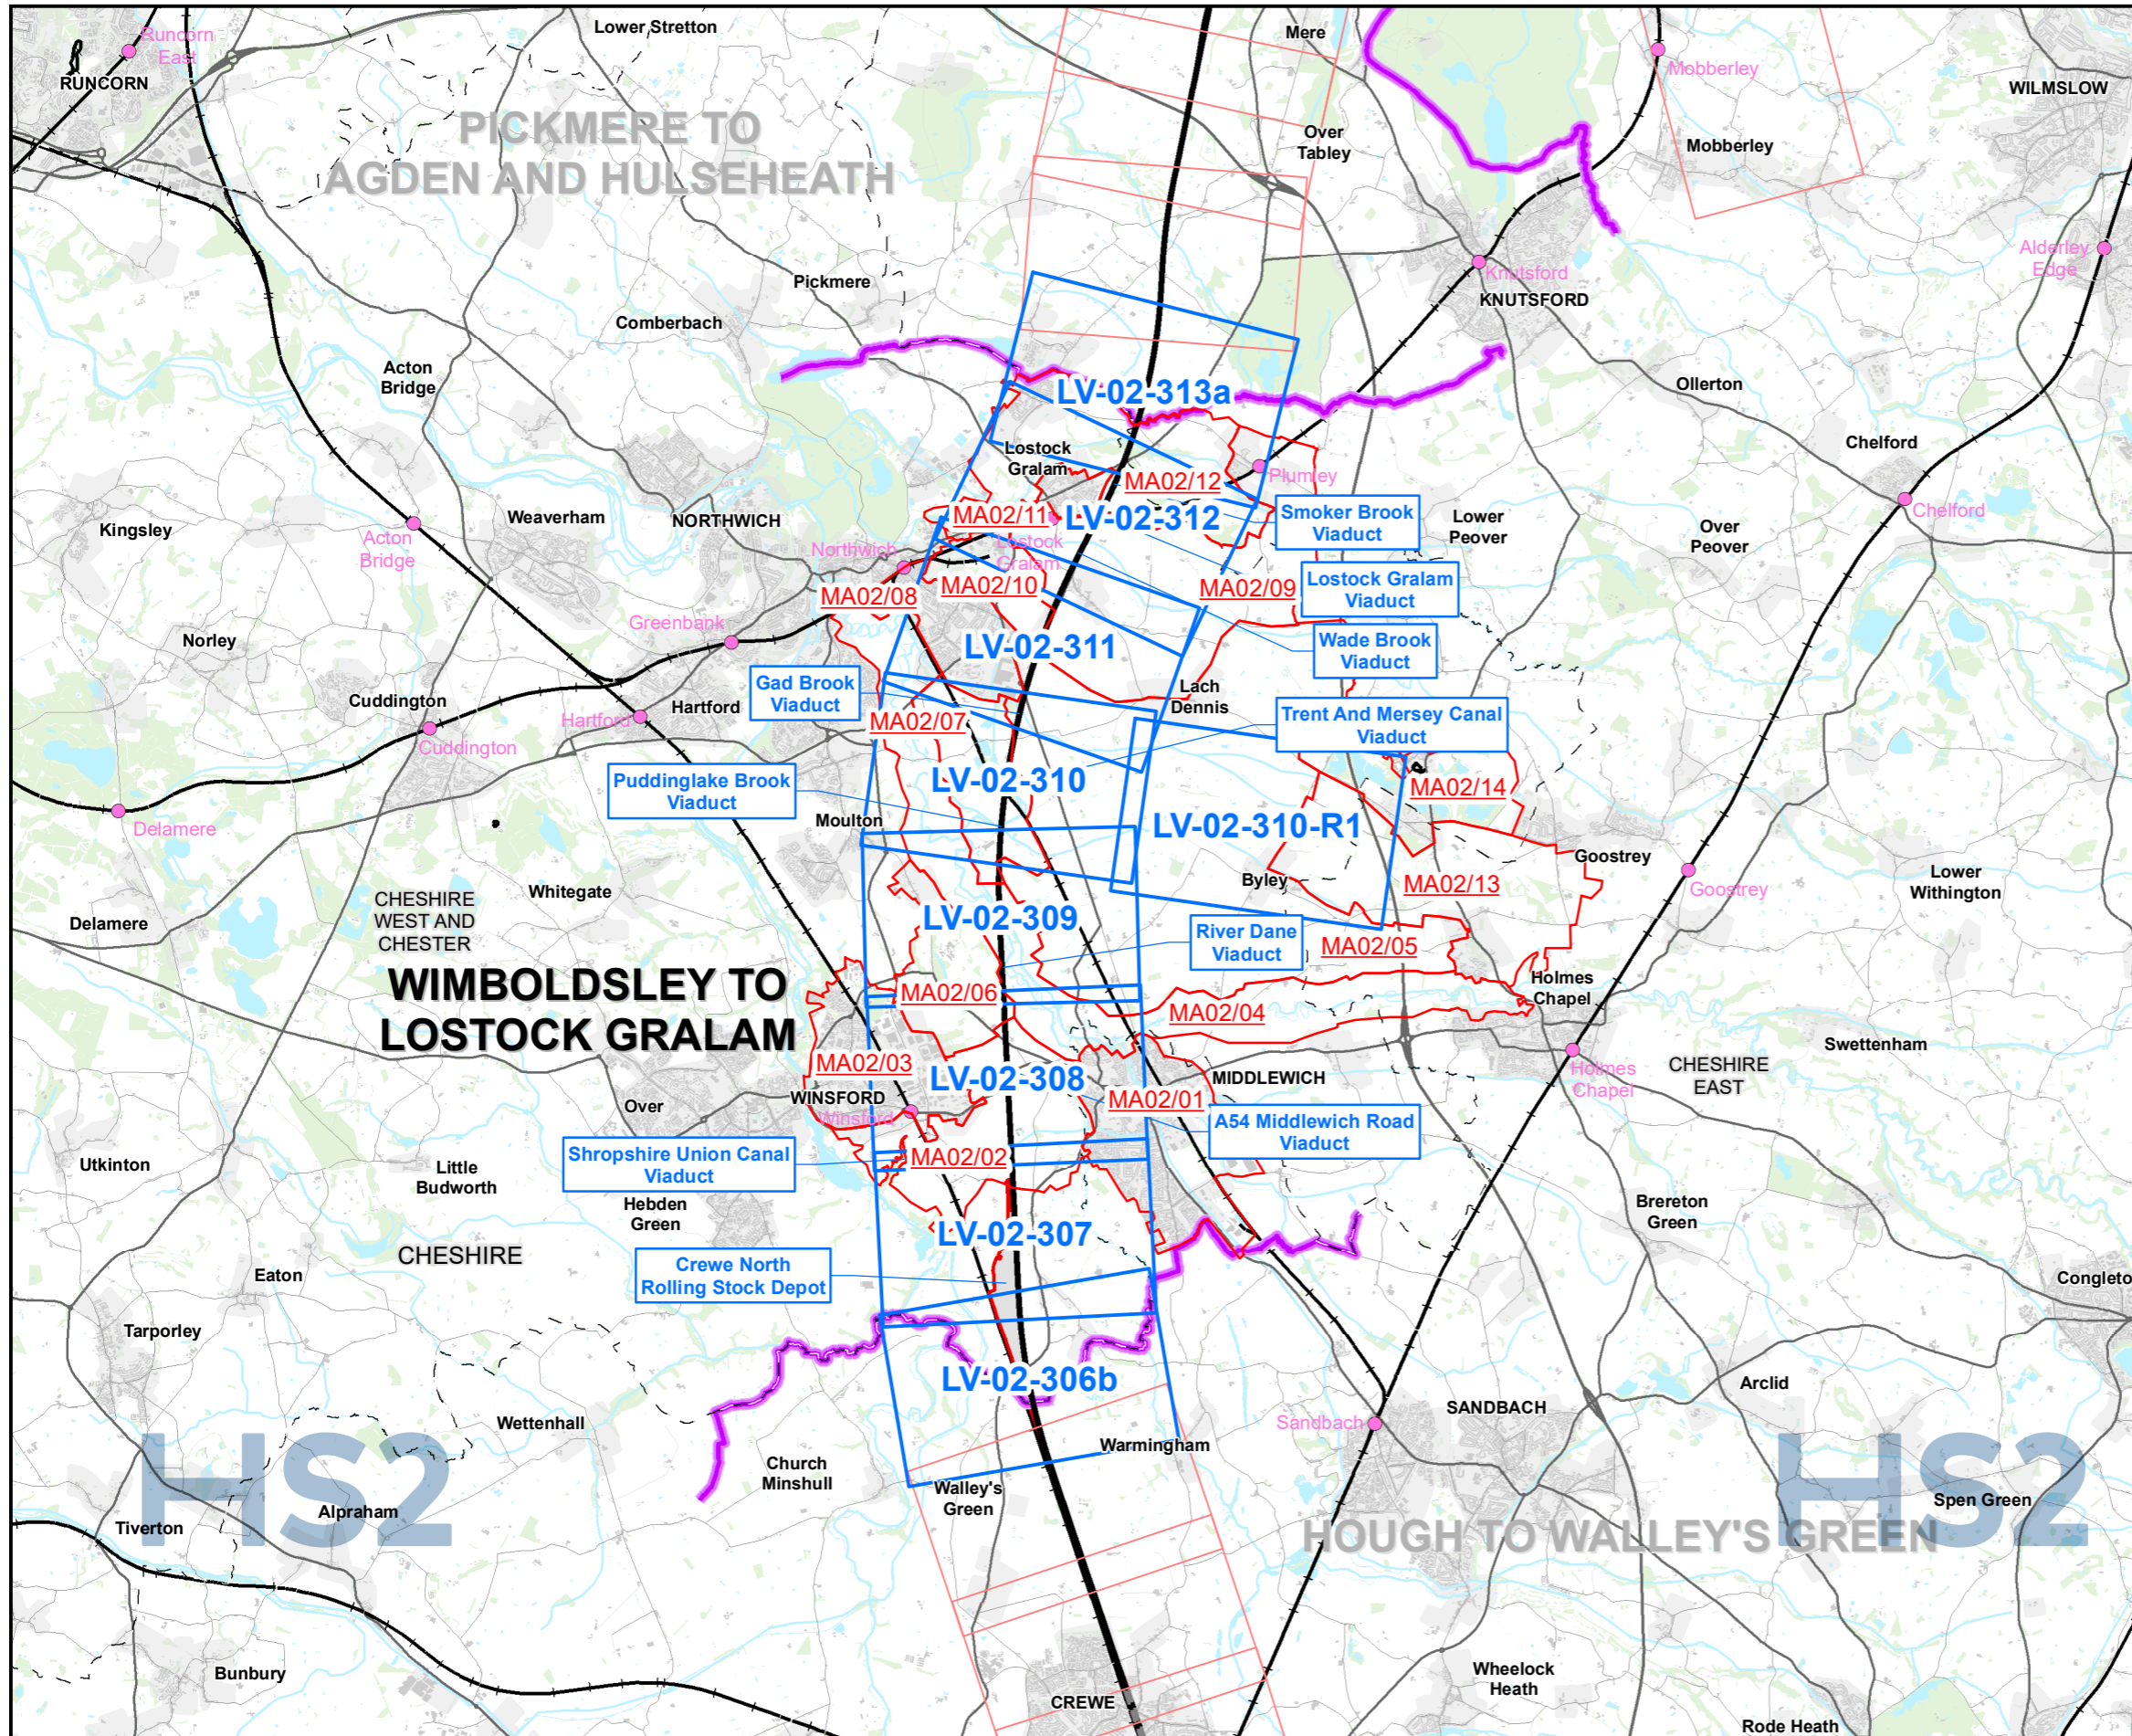 Lower Stretton
Mere
Runcorn
East
RUNCORN
Mobberley
WILMSLOW
PICKMERE TO
AGDEN AND HULSEHEATH
Over
Tabley
Mobberley
Alderley
Edge
Knutsford
KNUTSFORD
Pickmere
Comberbach
Acton
Bridge
Ollerton
LV-02-313a
Chelford
Lostock
Gralam
Plumley
MA02/12
Chelford
Kingsley
Weaverham
NORTHWICH
MA02/11
LV-02-312
Smoker Brook
Viaduct
Lower
Peover
Over
Peover
Acton
Bridge
Northwich
Lostock
Gralam
MA02/10
MA02/08
MA02/09
Lostock Gralam
Viaduct
Greenbank
Norley
LV-02-311
Wade Brook
Viaduct
Gad Brook
Viaduct
Lach
Dennis
Cuddington
Hartford
Hartford
MA02/07
Trent And Mersey Canal
Viaduct
Cuddington
Puddinglake Brook
Viaduct
LV-02-310
MA02/14
Delamere
Moulton
LV-02-310-R1
Goostrey
Goostrey
Byley
MA02/13
Lower
Withington
CHESHIRE
WEST AND
CHESTER
Whitegate
Delamere
LV-02-309
River Dane
Viaduct
MA02/05
WIMBOLDSLEY TO
LOSTOCK GRALAM
MA02/06
Holmes
Chapel
MA02/04
Swettenham
MA02/03
LV-02-308
MIDDLEWICH
Holmes
Chapel
CHESHIRE
EAST
Over
WINSFORD
Winsford
MA02/01
A54 Middlewich Road
Viaduct
Shropshire Union Canal
Viaduct
MA02/02
Utkinton
Little
Budworth
Hebden
Green
Brereton
Green
LV-02-307
CHESHIRE
Crewe North
Rolling Stock Depot
Eaton
Congleto
Tarporley
LV-02-306b
Arclid
Wettenhall
Sandbach
SANDBACH
Warmingham
Church
Minshull
Walley's
Green
HS2
HS2
Alpraham
Tiverton
Spen Green
HOUGH TO WALLEY'S GREEN
Bunbury
Wheelock
Heath
CREWE
Rode Heath